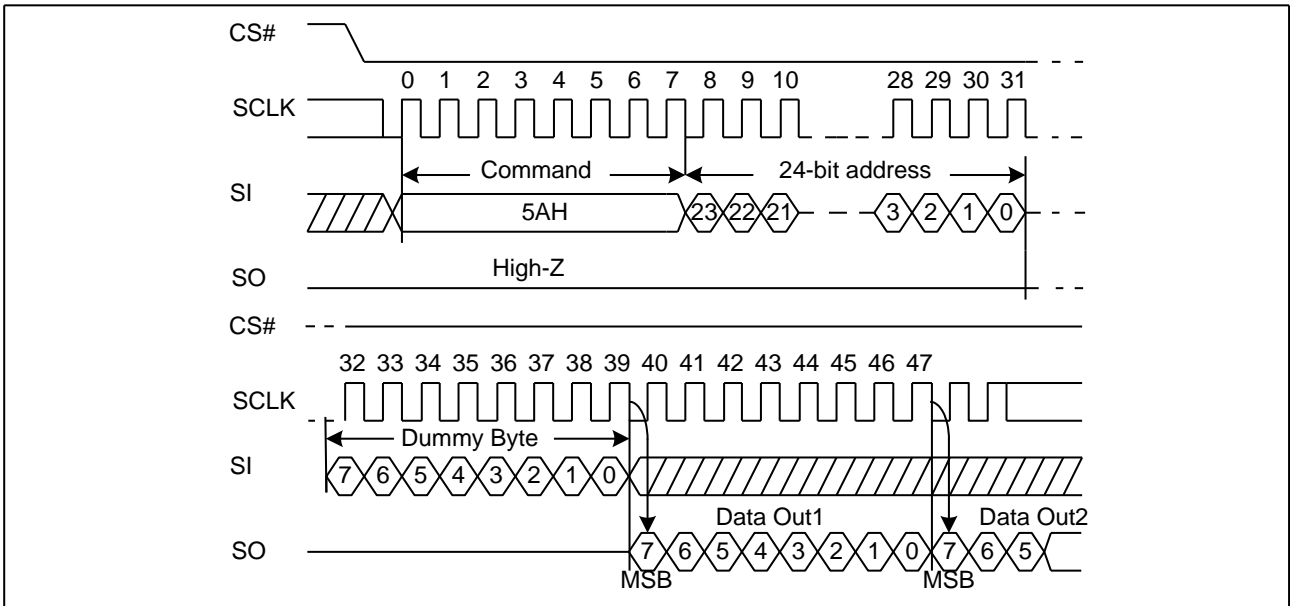 CS#
0 1 2 3 4 5 6 7 8 9 10 28 29 30 31
SCLK
Command 24-bit address
SI
5AH 23 22 21 3 2 1 0
High-Z
SO
CS#
32 33 34 35 36 37 38 39 40 41 42 43 44 45 46 47
SCLK
Dummy Byte
SI
7 6 5 4 3 2 1 0
Data Out1 Data Out2
SO
7 6 5 4 3 2 1 0 7 6 5
MSB MSB